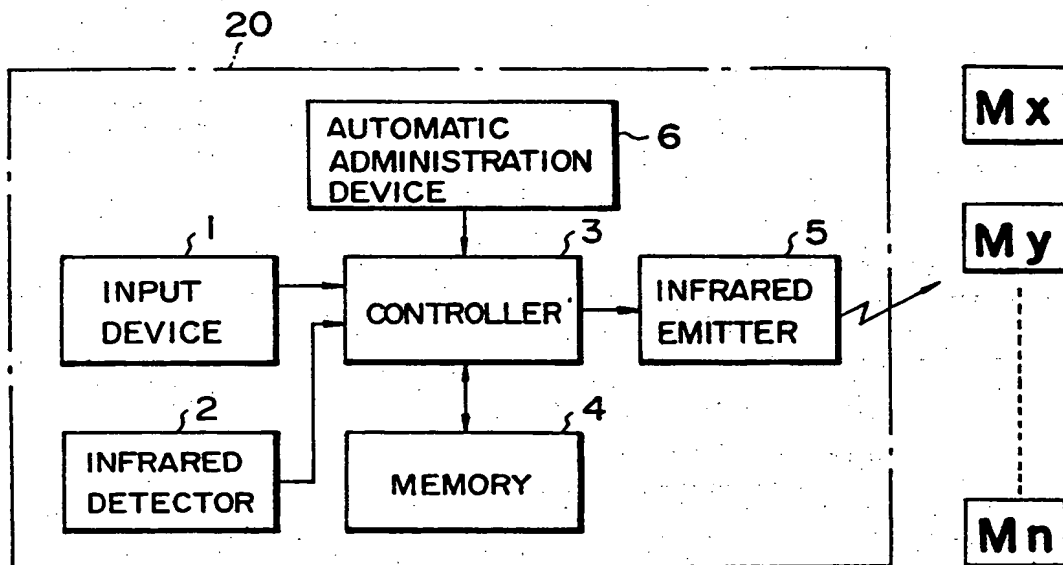 20
AUTOMATIC
ADMINISTRATION
DEVICE
6
Mx
1
INPUT
DEVICE
3
CONTROLLER
5
INFRARED
EMITTER
My
2
INFRARED
DETECTOR
4
MEMORY
Mn